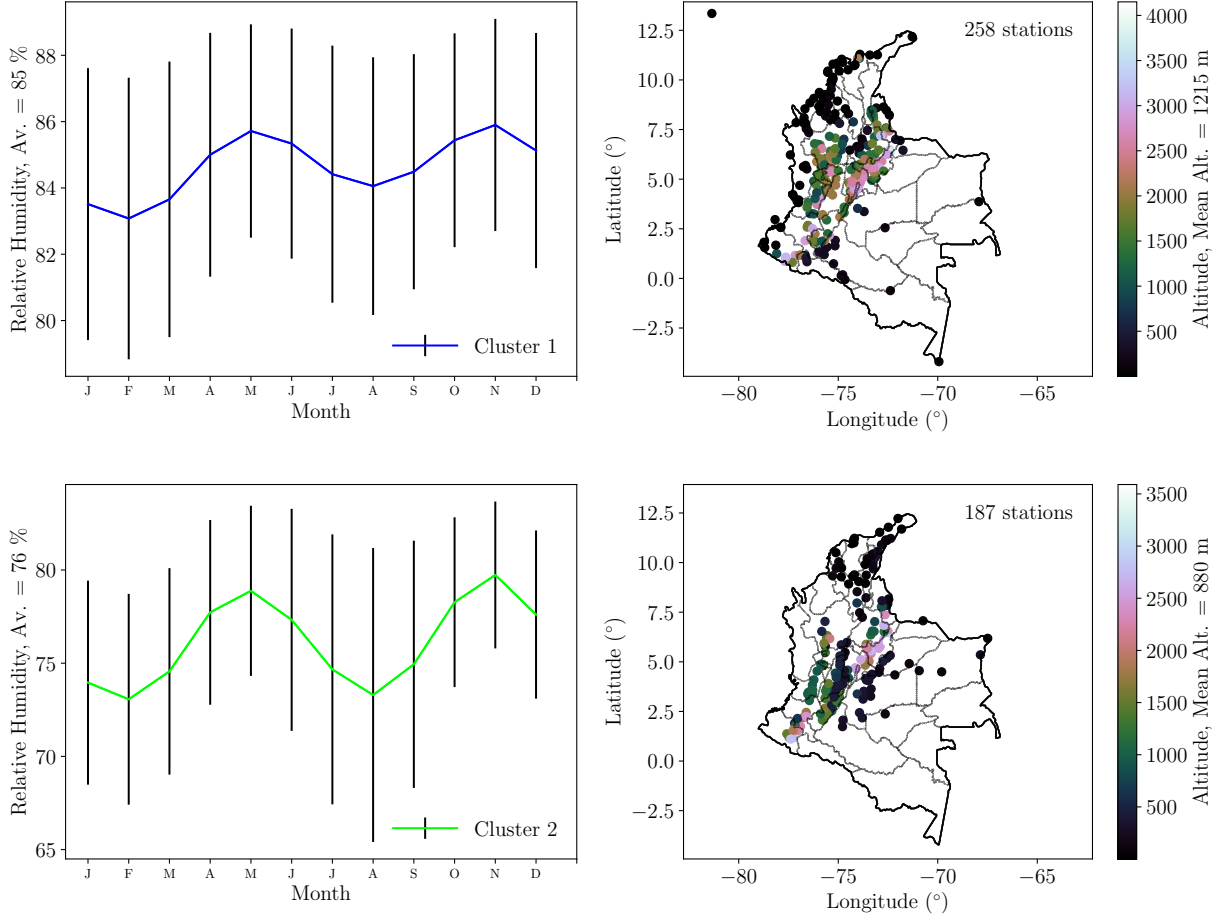 88
86
84
82
80
Relative Humidity, Av. = 85 %
Cluster 1
J F M A M J J A S O N D
Month
258 stations
12.5
10.0
7.5
5.0
2.5
0.0
−2.5
Latitude (°)
−80 −75 −70 −65
Longitude (°)
4000
3500
3000
2500
2000
1500
1000
500
Altitude, Mean Alt. = 1215 m
80
75
70
65
Relative Humidity, Av. = 76 %
Cluster 2
J F M A M J J A S O N D
Month
187 stations
12.5
10.0
7.5
5.0
2.5
0.0
−2.5
Latitude (°)
−80 −75 −70 −65
Longitude (°)
3500
3000
2500
2000
1500
1000
500
Altitude, Mean Alt. = 880 m